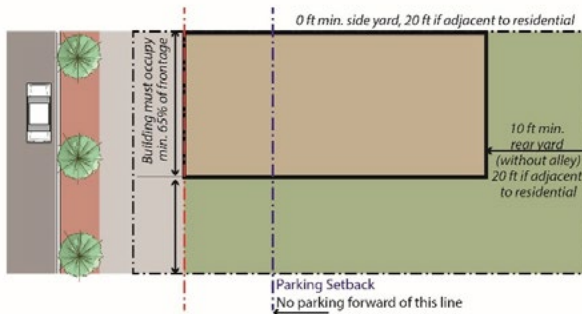 0 ft min. side yard, 20 ft if adjacent to residential
Building must occupy
min. 65% of frontage
10 ft min.
rear yard
(without alley)
20 ft if adjacent
to residential
Parking Setback
No parking forward of this line